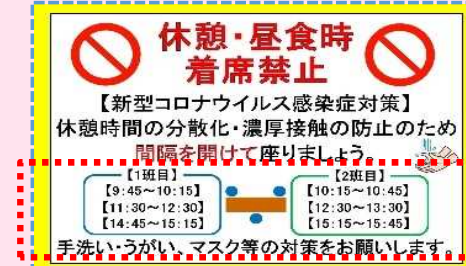 休憩・昼食時
着席禁止
【新型コロナウイルス感染症対策】
休憩時間の分散化・濃厚接触の防止のため
間隔を開けて座りましょう。
【1班目】
【9:45～10:15】
【11:30～12:30】
【14:45～15:15】
【2班目】
【10:15～10:45】
【12:30～13:30】
【15:15～15:45】
手洗い・うがい、マスク等の対策をお願いします。